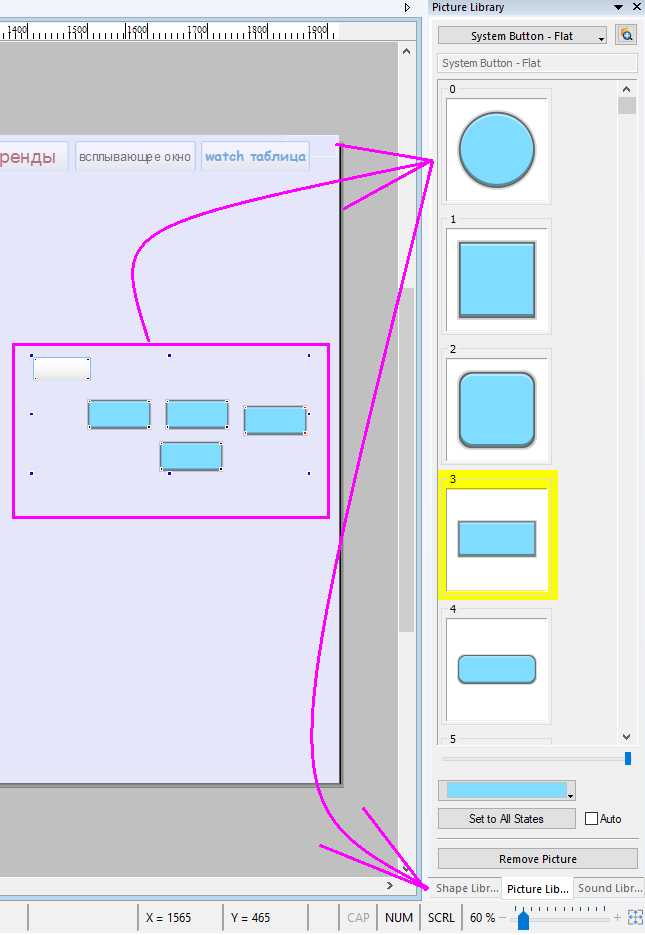 Picture Library
1400 1500 1600 1700 1800 1900
System Button - Flat
System Button - Flat
0
ренды
всплывающее окно
watch таблица
1
2
3
4
5
Set to All States
Auto
Remove Picture
Shape Libr...
Picture Lib...
Sound Libr...
X = 1565
Y = 465
CAP
NUM
SCRL
60 %